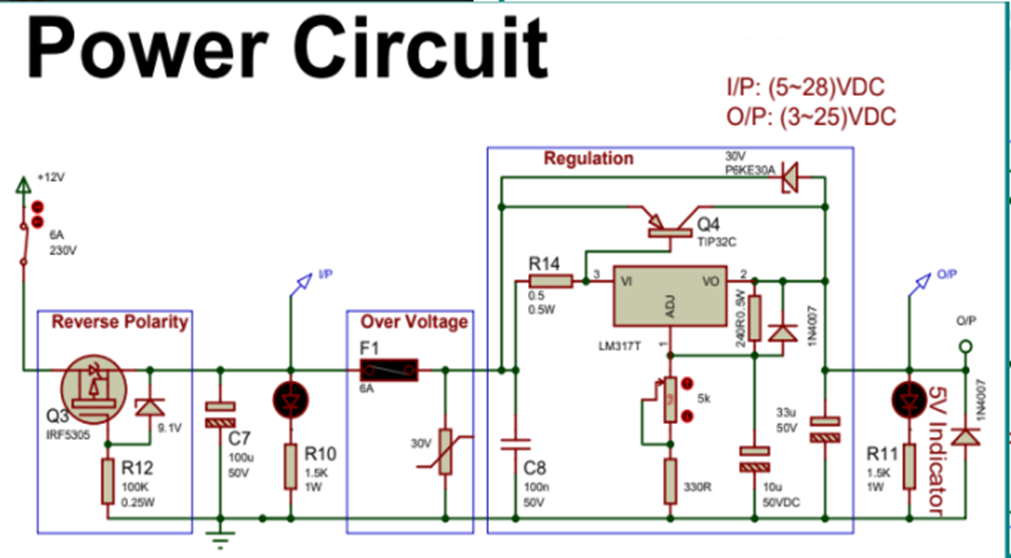 Power Circuit
I/P: (5~28)VDC
O/P: (3~25)VDC
Regulation
30V
P6KE30A
+12V
6A
230V
Q4
TIP32C
I/P
O/P
R14
0.5
0.5W
3
VI
VO
2
ADJ
1
LM317T
240R0.5W
1N4007
Reverse Polarity
Over Voltage
O/P
F1
6A
Q3
IRF5305
9.1V
C7
100u
50V
R10
1.5K
1W
30V
5k
33u
50V
1N4007
5V Indicator
R11
1.5K
1W
R12
100K
0.25W
C8
100n
50V
330R
10u
50VDC